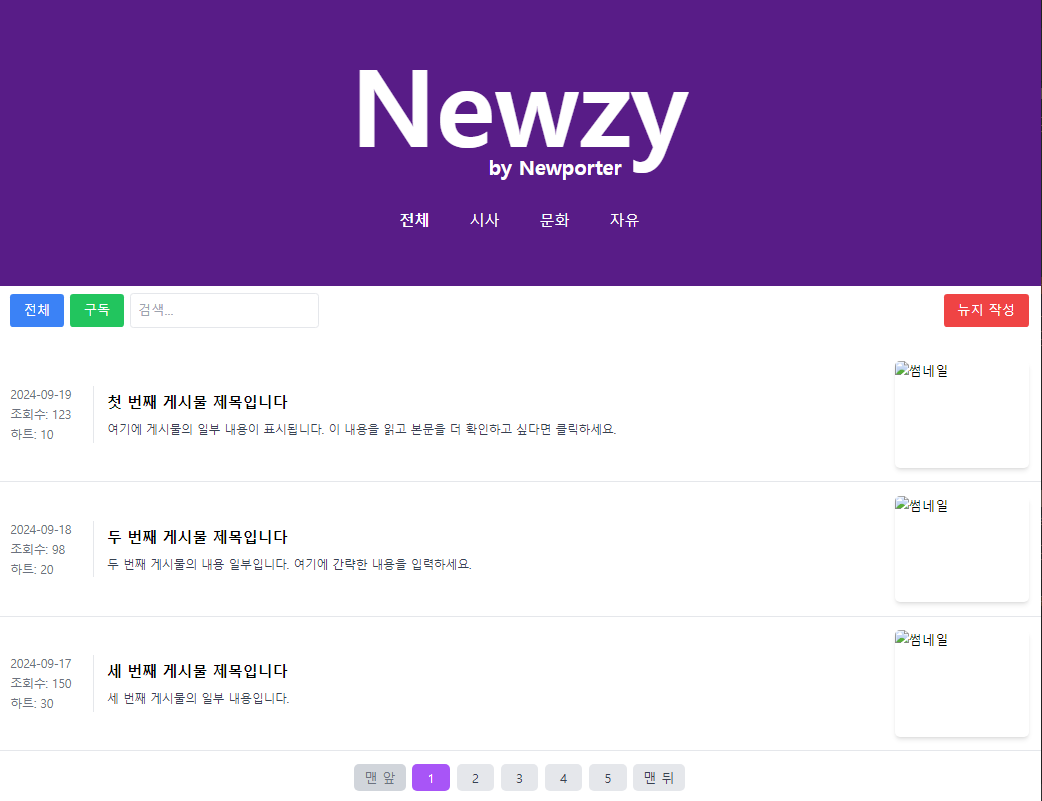 Newzy
by Newporter
전체 시사 문화 자유
전체 구독 검색... 뉴지 작성
2024-09-19
조회수: 123
하트: 10
첫 번째 게시물 제목입니다
여기에 게시물의 일부 내용이 표시됩니다. 이 내용을 읽고 본문을 더 확인하고 싶다면 클릭하세요.
썸네일
2024-09-18
조회수: 98
하트: 20
두 번째 게시물 제목입니다
두 번째 게시물의 내용 일부입니다. 여기에 간략한 내용을 입력하세요.
썸네일
2024-09-17
조회수: 150
하트: 30
세 번째 게시물 제목입니다
세 번째 게시물의 일부 내용입니다.
썸네일
맨 앞 1 2 3 4 5 맨 뒤